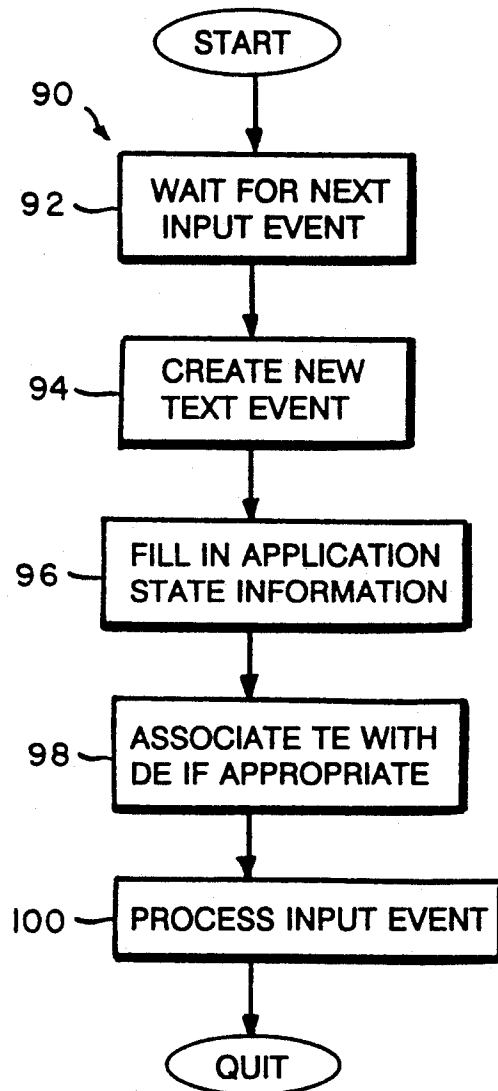 START
90
92
WAIT FOR NEXT
INPUT EVENT
94
CREATE NEW
TEXT EVENT
96
FILL IN APPLICATION
STATE INFORMATION
98
ASSOCIATE TE WITH
DE IF APPROPRIATE
100
PROCESS INPUT EVENT
QUIT